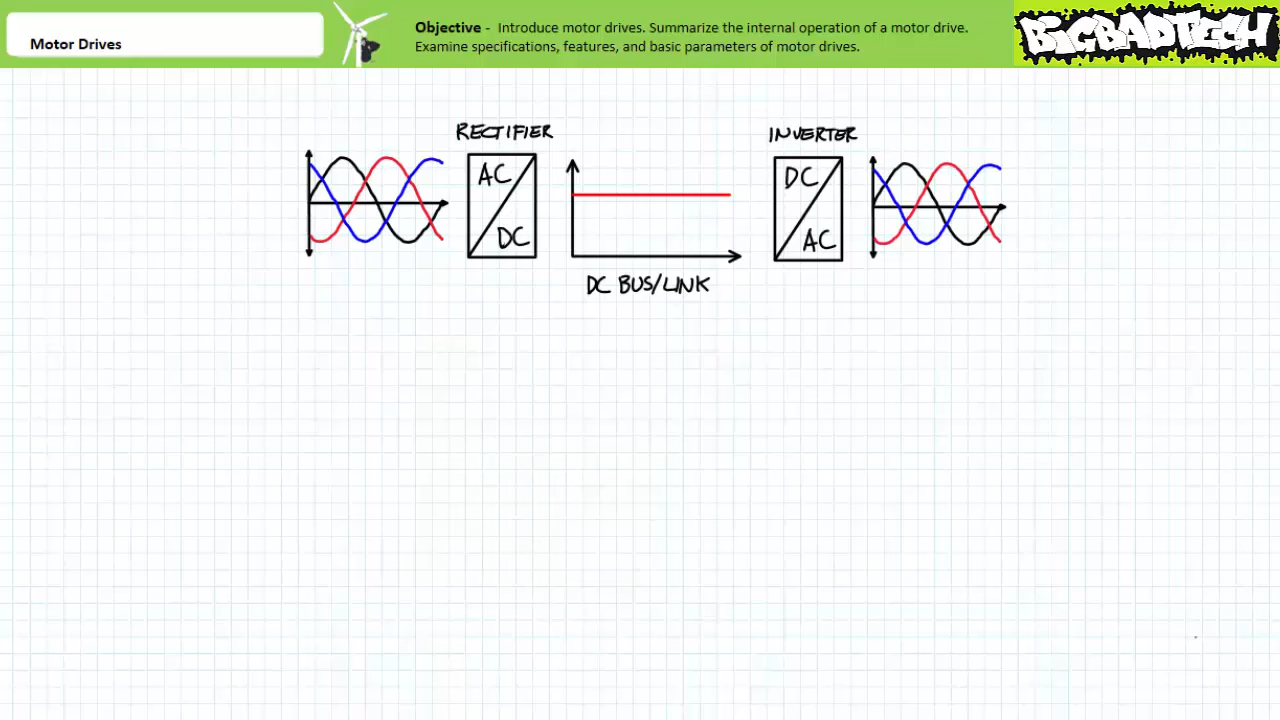 Motor Drives
Objective - Introduce motor drives. Summarize the internal operation of a motor drive.
Examine specifications, features, and basic parameters of motor drives.
BIGBADTECH
RECTIFIER
INVERTER
AC
DC
DC
AC
DC BUS/LINK